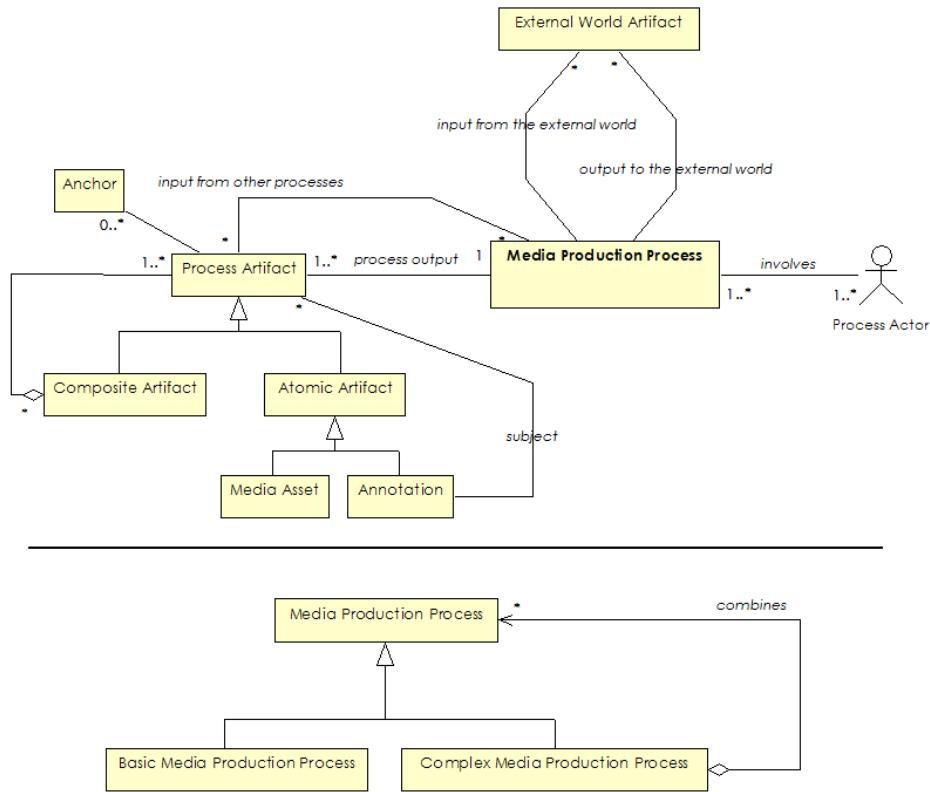 External World Artifact
* *
input from the external world
output to the external world
Anchor
input from other processes
0..*
*
*
1..*
Process Artifact
1..*
process output
1
Media Production Process
involves
1..*
1..*
Process Actor
*
Composite Artifact
*
Atomic Artifact
subject
Media Asset
Annotation
Media Production Process
*
combines
Basic Media Production Process
Complex Media Production Process